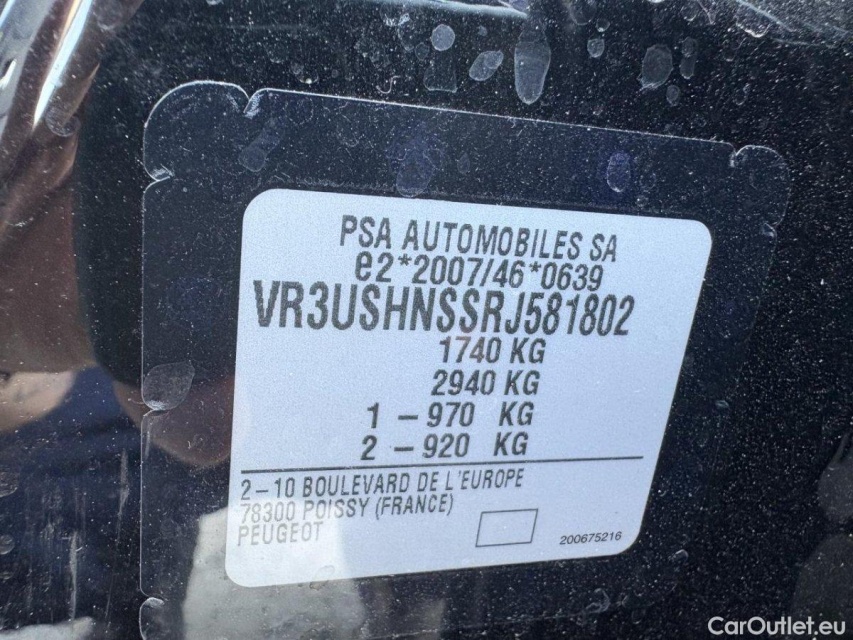 PSA AUTOMOBILES SA
e2*2007/46*0639
VR3USHNSSRJ581802
1740 KG
2940 KG
1 – 970 KG
2 – 920 KG
2 – 10 BOULEVARD DE L'EUROPE
78300 POISSY (FRANCE)
PEUGEOT
200675216
CarOutlet.eu